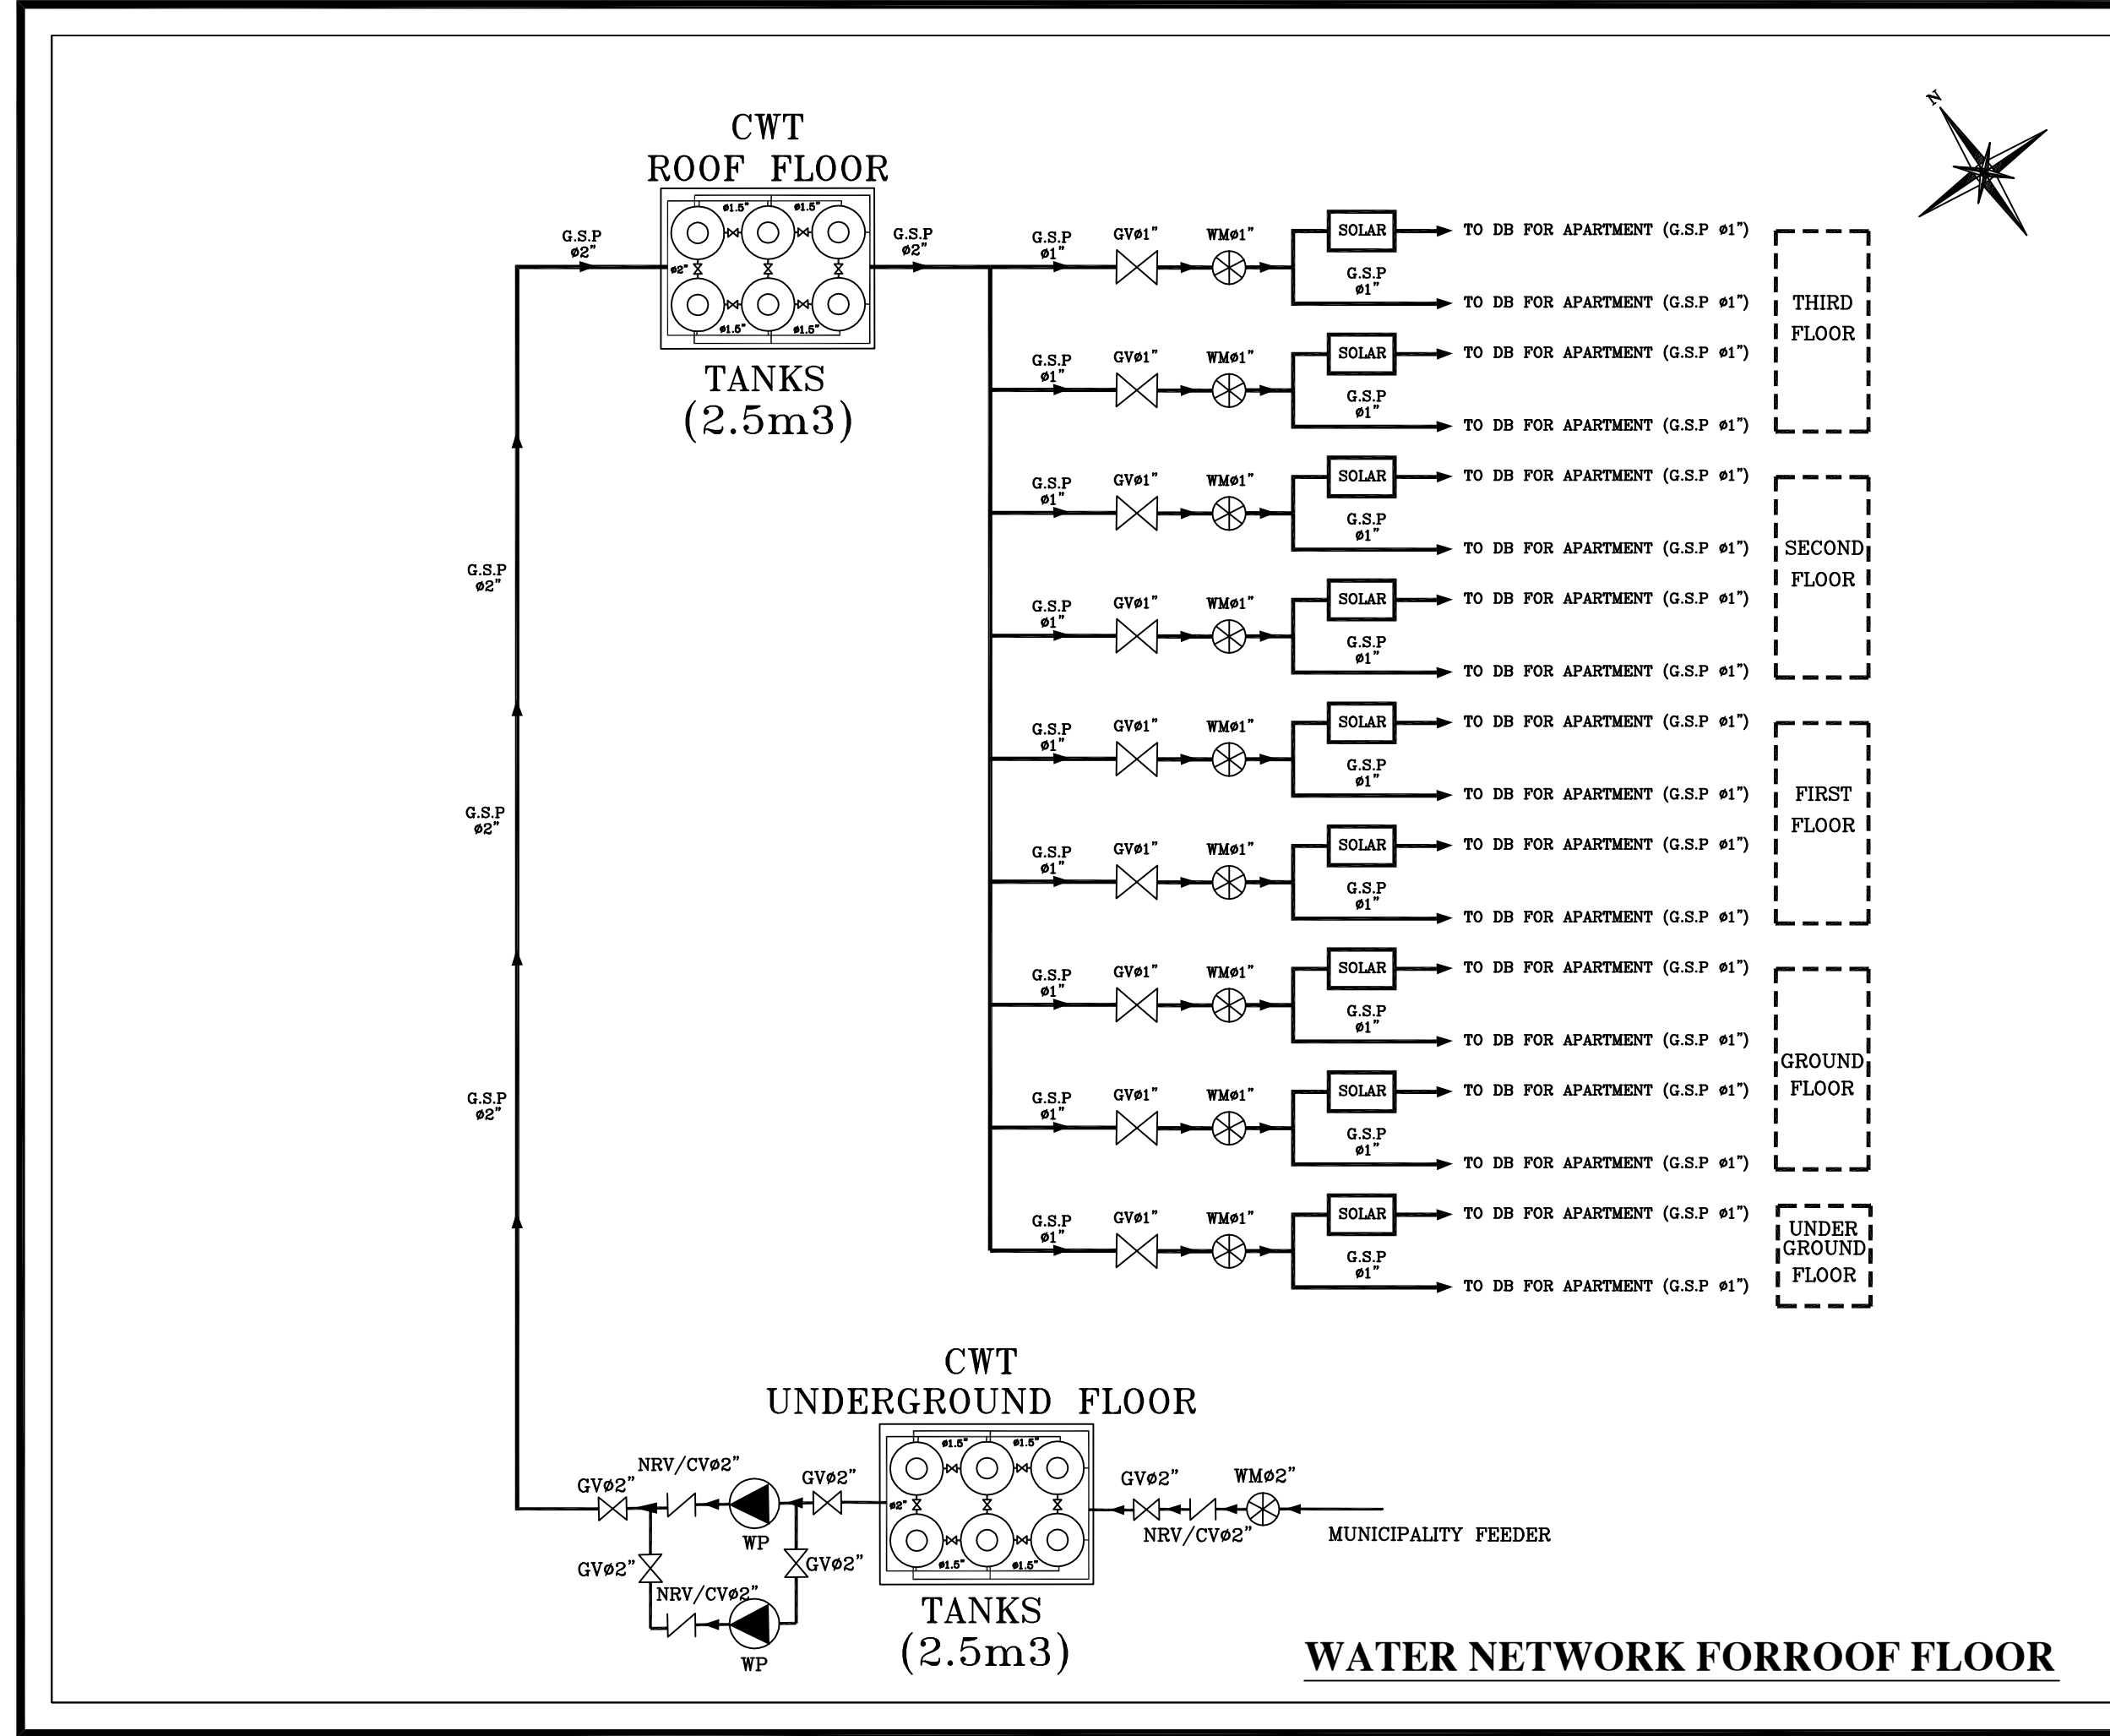 N
CWT
ROOF FLOOR
ø1.5"
ø1.5"
ø2"
ø1.5"
ø1.5"
TANKS
(2.5m3)
G.S.P
ø2"
G.S.P
ø2"
G.S.P
ø2"
G.S.P
ø2"
G.S.P
ø2"
G.S.P
ø1"
GVø1"
WMø1"
SOLAR
TO DB FOR APARTMENT (G.S.P ø1")
G.S.P
ø1"
TO DB FOR APARTMENT (G.S.P ø1")
G.S.P
ø1"
GVø1"
WMø1"
SOLAR
TO DB FOR APARTMENT (G.S.P ø1")
G.S.P
ø1"
TO DB FOR APARTMENT (G.S.P ø1")
THIRD
FLOOR
G.S.P
ø1"
GVø1"
WMø1"
SOLAR
TO DB FOR APARTMENT (G.S.P ø1")
G.S.P
ø1"
TO DB FOR APARTMENT (G.S.P ø1")
G.S.P
ø1"
GVø1"
WMø1"
SOLAR
TO DB FOR APARTMENT (G.S.P ø1")
G.S.P
ø1"
TO DB FOR APARTMENT (G.S.P ø1")
SECOND
FLOOR
G.S.P
ø1"
GVø1"
WMø1"
SOLAR
TO DB FOR APARTMENT (G.S.P ø1")
G.S.P
ø1"
TO DB FOR APARTMENT (G.S.P ø1")
G.S.P
ø1"
GVø1"
WMø1"
SOLAR
TO DB FOR APARTMENT (G.S.P ø1")
G.S.P
ø1"
TO DB FOR APARTMENT (G.S.P ø1")
FIRST
FLOOR
G.S.P
ø1"
GVø1"
WMø1"
SOLAR
TO DB FOR APARTMENT (G.S.P ø1")
G.S.P
ø1"
TO DB FOR APARTMENT (G.S.P ø1")
G.S.P
ø1"
GVø1"
WMø1"
SOLAR
TO DB FOR APARTMENT (G.S.P ø1")
G.S.P
ø1"
TO DB FOR APARTMENT (G.S.P ø1")
GROUND
FLOOR
G.S.P
ø1"
GVø1"
WMø1"
SOLAR
TO DB FOR APARTMENT (G.S.P ø1")
G.S.P
ø1"
TO DB FOR APARTMENT (G.S.P ø1")
UNDER
GROUND
FLOOR
CWT
UNDERGROUND FLOOR
ø1.5"
ø1.5"
ø2"
ø1.5"
ø1.5"
TANKS
(2.5m3)
GVø2"
NRV/CVø2"
WP
GVø2"
GVø2"
GVø2"
NRV/CVø2"
WP
GVø2"
NRV/CVø2"
WMø2"
MUNICIPALITY FEEDER
WATER NETWORK FORROOF FLOOR